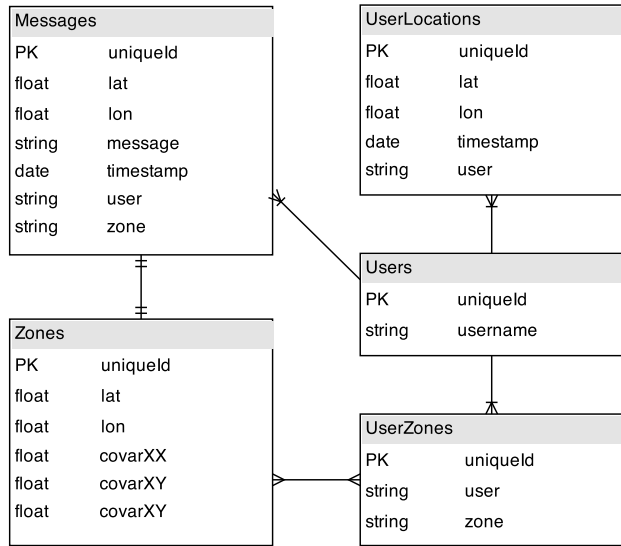 Messages
PK uniqueId
float lat
float lon
string message
date timestamp
string user
string zone
UserLocations
PK uniqueId
float lat
float lon
date timestamp
string user
Users
PK uniqueId
string username
Zones
PK uniqueId
float lat
float lon
float covarXX
float covarXY
float covarXY
UserZones
PK uniqueId
string user
string zone